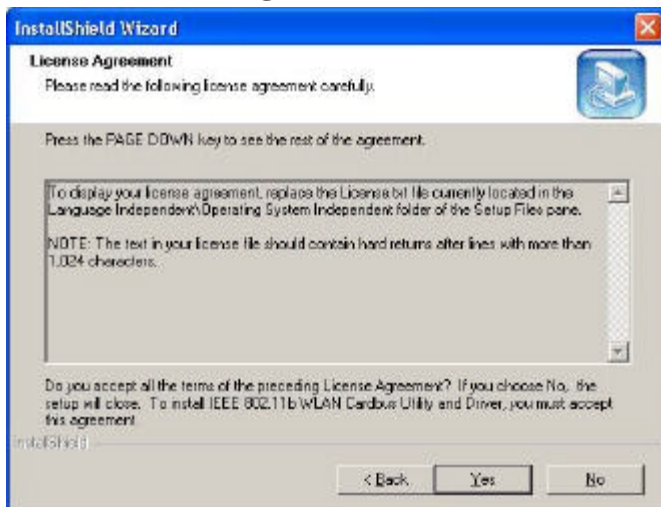 InstallShield Wizard
License Agreement
Please read the following license agreement carefully.
Press the PAGE DOWN key to see the rest of the agreement.
To display your license agreement, replace the License.txt file currently located in the
Language Independent\Operating System Independent folder of the Setup Files pane.
NOTE: The text in your license file should contain hard returns after lines with more than
1,024 characters.
Do you accept all the terms of the preceding License Agreement? If you choose No, the
setup will close. To install IEEE 802.11b WLAN Cardbus Utility and Driver, you must accept
this agreement.
InstallShield
< Back
Yes
No